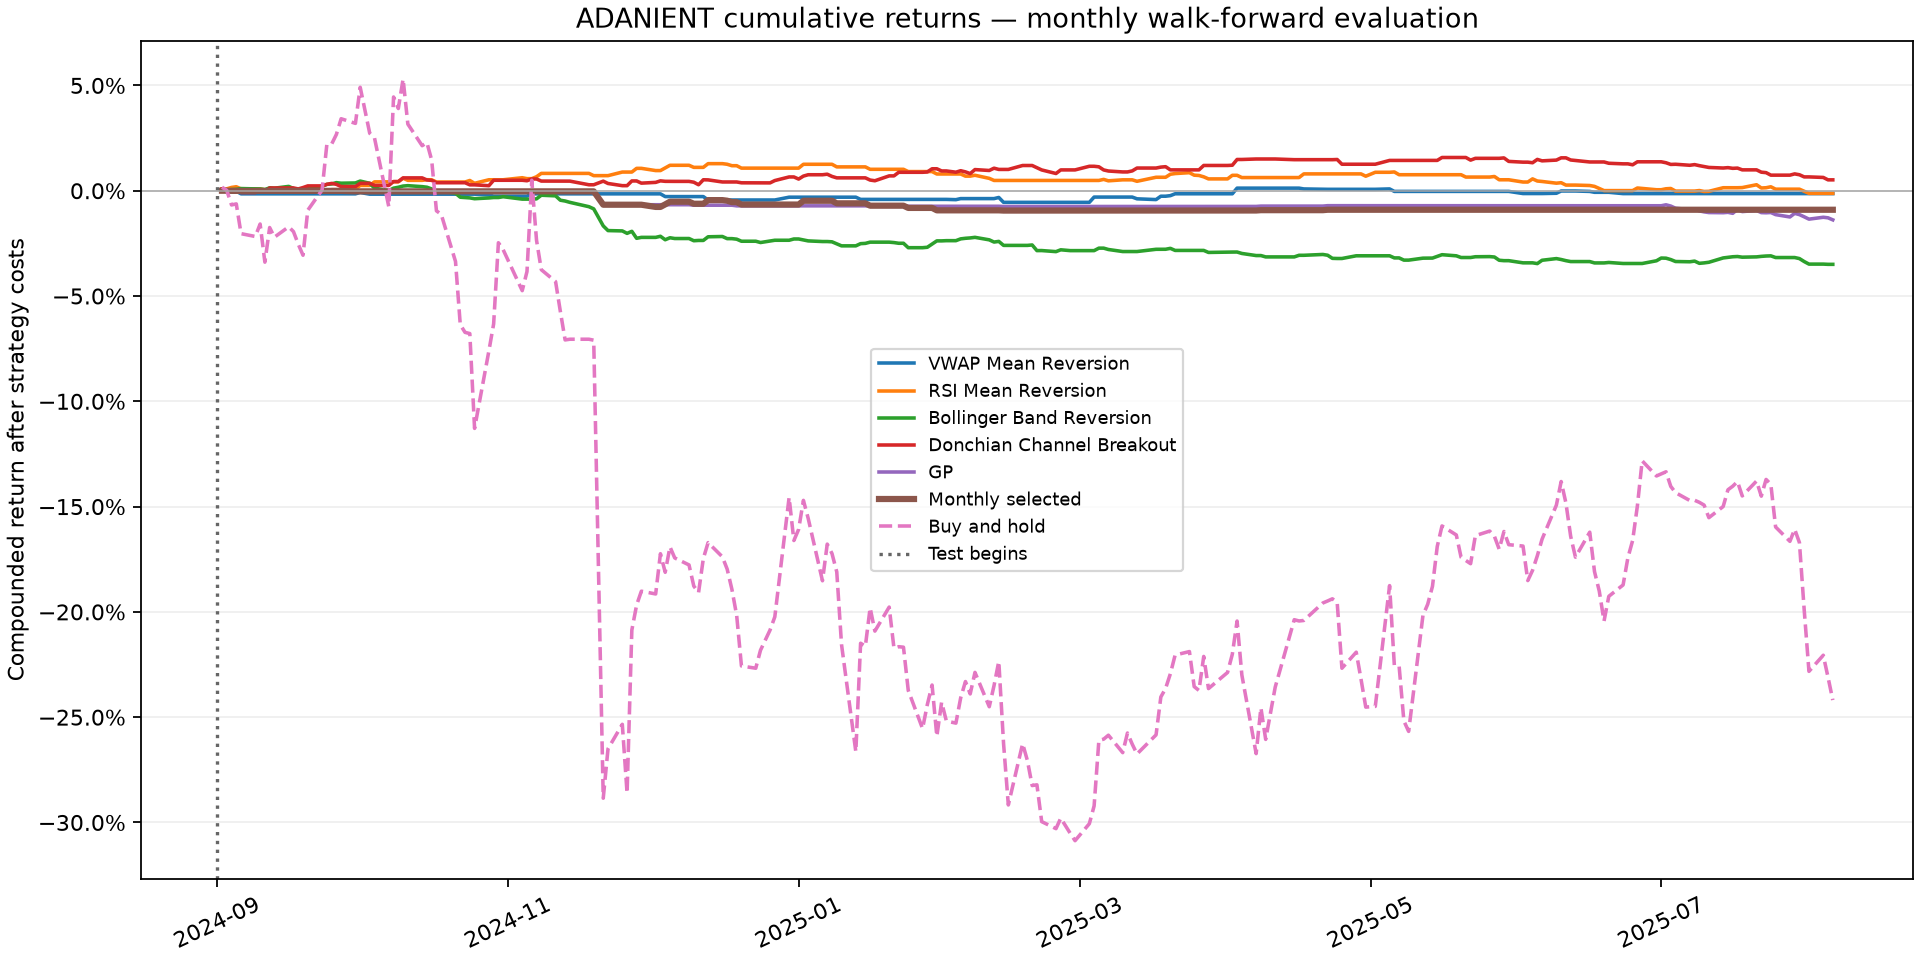 ADANIENT cumulative returns — monthly walk-forward evaluation
Compounded return after strategy costs
5.0%
0.0%
−5.0%
−10.0%
−15.0%
−20.0%
−25.0%
−30.0%
VWAP Mean Reversion
RSI Mean Reversion
Bollinger Band Reversion
Donchian Channel Breakout
GP
Monthly selected
Buy and hold
Test begins
2024-09
2024-11
2025-01
2025-03
2025-05
2025-07